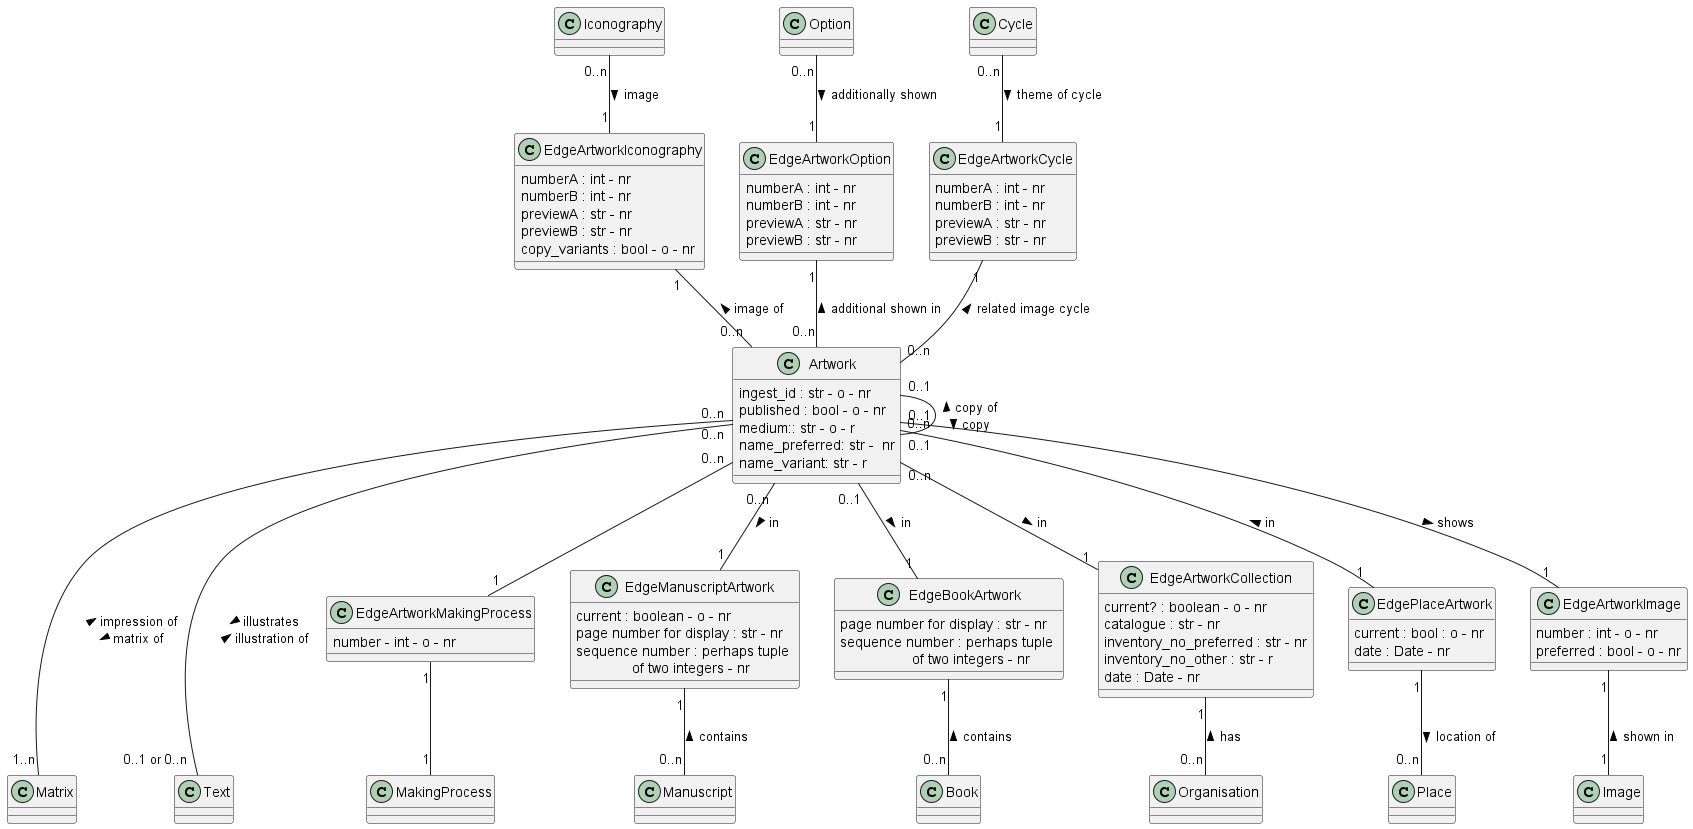 C Iconography
C Option
C Cycle
0..n
0..n
0..n
image
additionally shown
theme of cycle
1
1
1
C EdgeArtworkIconography
numberA : int - nr
numberB : int - nr
previewA : str - nr
previewB : str - nr
copy_variants : bool - o - nr
C EdgeArtworkOption
numberA : int - nr
numberB : int - nr
previewA : str - nr
previewB : str - nr
C EdgeArtworkCycle
numberA : int - nr
numberB : int - nr
previewA : str - nr
previewB : str - nr
1
1
1
image of
additional shown in
related image cycle
0..n
0..n
0..n
C Artwork
ingest_id : str - o - nr
published : bool - o - nr
medium:: str - o - r
name_preferred: str -  nr
name_variant: str - r
0..1
copy of
copy
0..1
0..n
0..1
0..n
0..n
0..n
0..n
0..n
0..1
in
in
in
in
shows
1
1
1
1
1
1
impression of
matrix of
illustrates
illustration of
C EdgeArtworkMakingProcess
number - int - o - nr
C EdgeManuscriptArtwork
current : boolean - o - nr
page number for display : str - nr
sequence number : perhaps tuple
of two integers - nr
C EdgeBookArtwork
page number for display : str - nr
sequence number : perhaps tuple
of two integers - nr
C EdgeArtworkCollection
current? : boolean - o - nr
catalogue : str - nr
inventory_no_preferred : str - nr
inventory_no_other : str - r
date : Date - nr
C EdgePlaceArtwork
current : bool : o - nr
date : Date - nr
C EdgeArtworkImage
number : int - o - nr
preferred : bool - o - nr
1
1
1
1
1
1
contains
contains
has
location of
shown in
1..n
0..1 or 0..n
1
0..n
0..n
0..n
0..n
1
C Matrix
C Text
C MakingProcess
C Manuscript
C Book
C Organisation
C Place
C Image